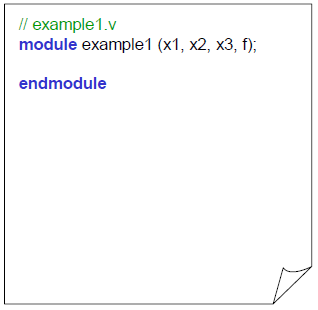 // example1.v
module example1 (x1, x2, x3, f);
endmodule